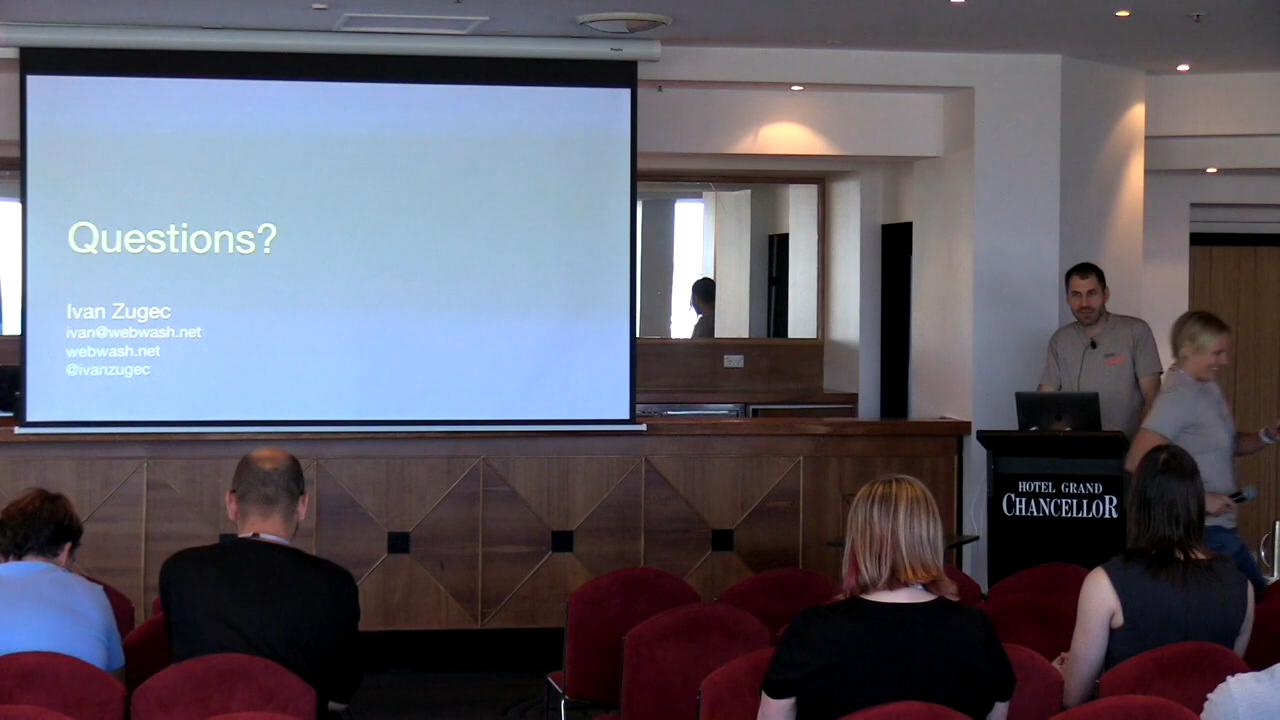 Questions?
Ivan Zugec
ivan@webwash.net
webwash.net
@ivanzugec
HOTEL GRAND
CHANCELLOR